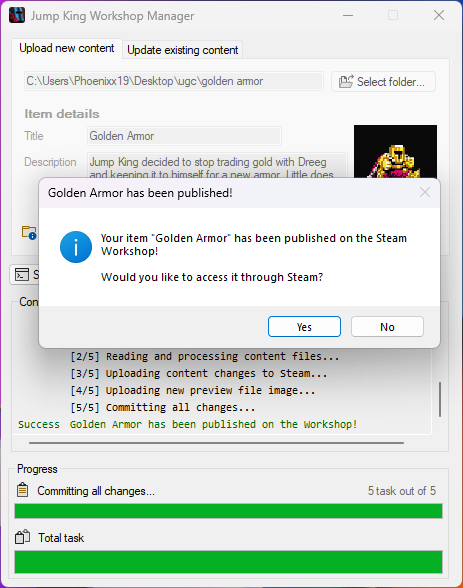 Jump King Workshop Manager
Upload new content
Update existing content
C:\Users\Phoenixx19\Desktop\ugc\golden armor
Select folder...
Item details
Title
Golden Armor
Description
Jump King decided to stop trading gold with Dreeg
and keeping it to himself for a new armor. Little does
Golden Armor has been published!
Your item "Golden Armor" has been published on the Steam
Workshop!
Would you like to access it through Steam?
Yes
No
[2/5] Reading and processing content files...
[3/5] Uploading content changes to Steam...
[4/5] Uploading new preview file image...
[5/5] Committing all changes...
Success Golden Armor has been published on the Workshop!
Progress
Committing all changes...
5 task out of 5
Total task